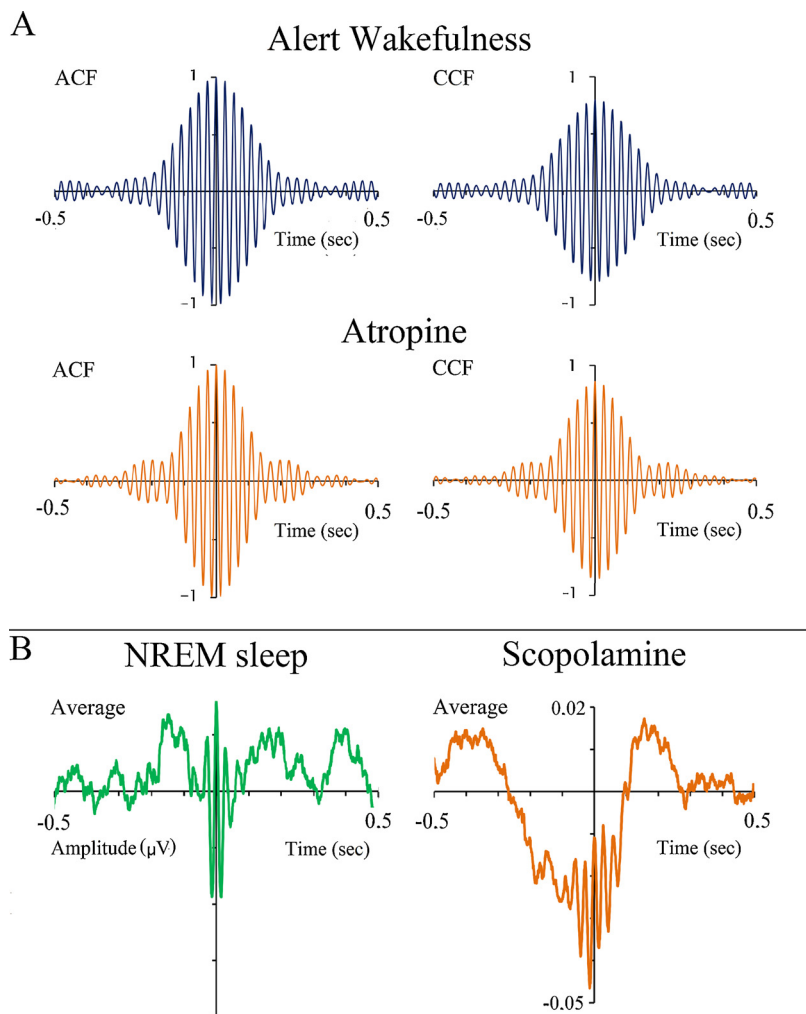 A
Alert Wakefulness
ACF
1
-0.5
0.5
Time (sec)
-1
CCF
1
-0.5
0.5
Time (sec)
-1
Atropine
ACF
1
-0.5
0.5
Time (sec)
-1
CCF
1
-0.5
0.5
Time (sec)
-1
B
NREM sleep
Average
-0.5
0.5
Amplitude (μV)
Time (sec)
Scopolamine
Average
0.02
-0.5
0.5
Time (sec)
-0,05